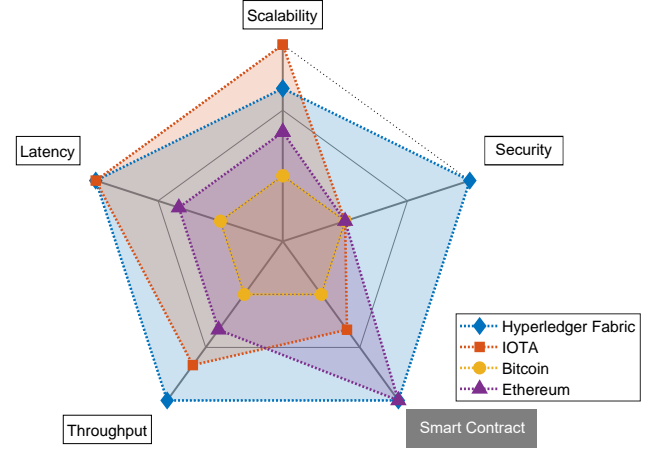 Scalability
Latency
Security
Hyperledger Fabric
IOTA
Bitcoin
Ethereum
Throughput
Smart Contract